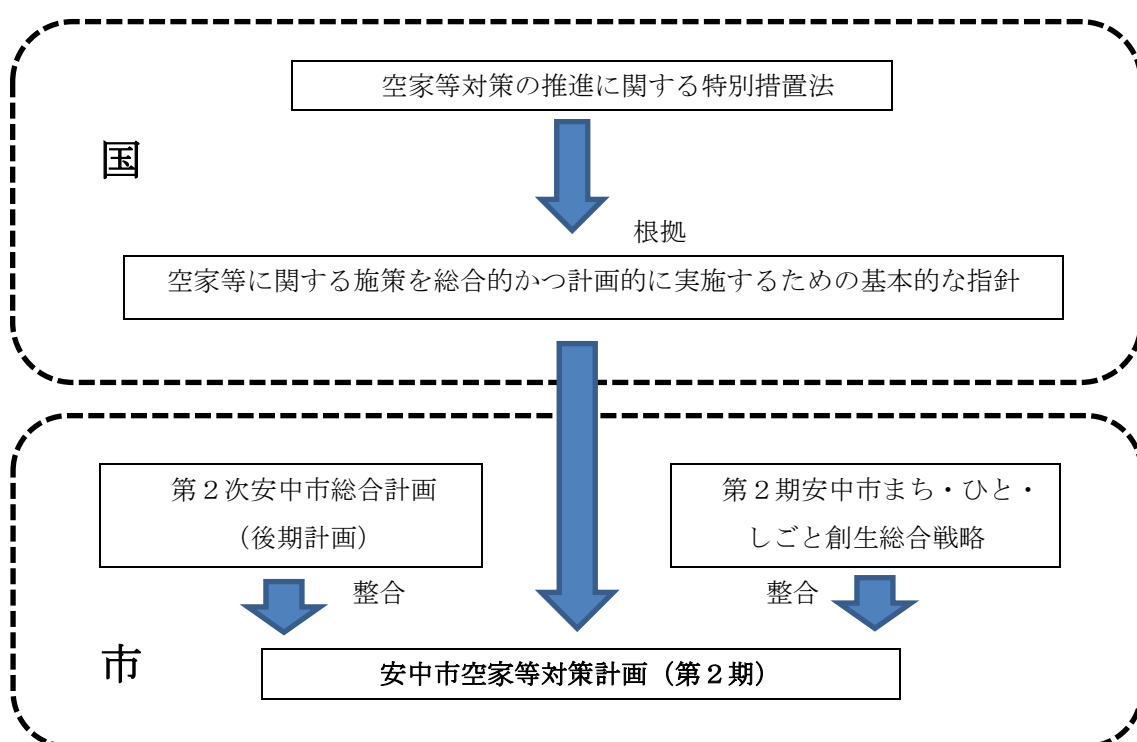 空家等対策の推進に関する特別措置法
国
根拠
空家等に関する施策を総合的かつ計画的に実施するための基本的な指針
第２次安中市総合計画
（後期計画）
第２期安中市まち・ひと・
しごと創生総合戦略
整合
整合
市
安中市空家等対策計画（第２期）